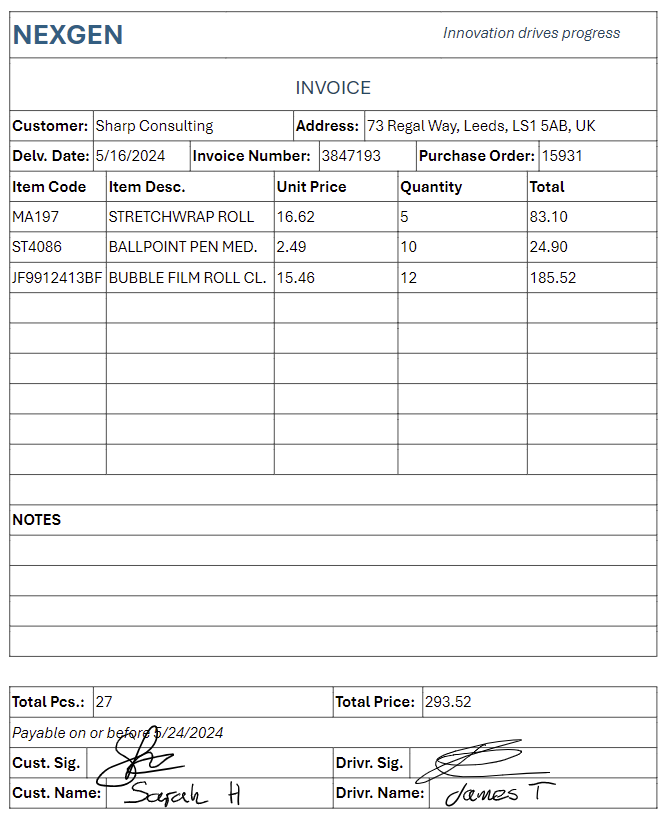 NEXGEN Innovation drives progress
INVOICE
Customer: Sharp Consulting Address: 73 Regal Way, Leeds, LS1 5AB, UK
Delv. Date: 5/16/2024 Invoice Number: 3847193 Purchase Order: 15931
Item Code Item Desc. Unit Price Quantity Total
MA197 STRETCHWRAP ROLL 16.62 5 83.10
ST4086 BALLPOINT PEN MED. 2.49 10 24.90
JF9912413BF BUBBLE FILM ROLL CL. 15.46 12 185.52
NOTES
Total Pcs.: 27 Total Price: 293.52
Payable on or before 5/24/2024
Cust. Sig. Drivr. Sig.
Cust. Name: Sarah H Drivr. Name: James T